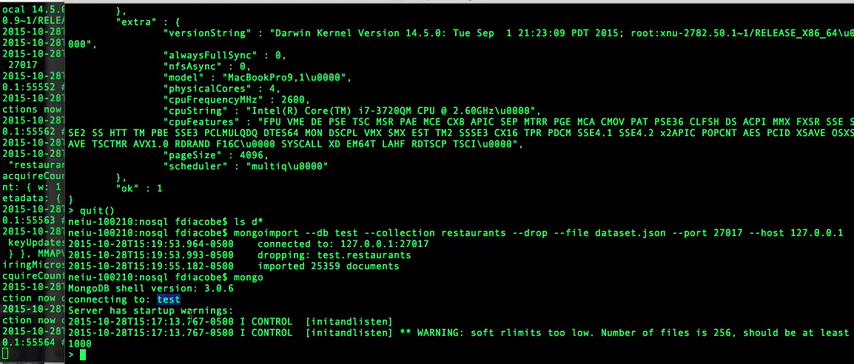 ocal 14.5.0
0.9~1/RELEA
2015-10-28T
2015-10-28T
2015-10-28T
27017
2015-10-28T
0.1:55552 #
ctions now o
2015-10-28T
2015-10-28T
0.1:55562 #
2015-10-28T
"restauran
acquireCoun
nt: { w: 1
etadata: {
2015-10-28T
0.1:55563 #
keyUpdates
} }, MMAPV
iringMicros
cquireCount
ction now o
2015-10-28T
0.1:55563 #
2015-10-28T
ction now o
2015-10-28T
0.1:55564 #
},
"extra" : {
"versionString" : "Darwin Kernel Version 14.5.0: Tue Sep  1 21:23:09 PDT 2015; root:xnu-2782.50.1~1/RELEASE_X86_64\u0
000",
"alwaysFullSync" : 0,
"nfsAsync" : 0,
"model" : "MacBookPro9,1\u0000",
"physicalCores" : 4,
"cpuFrequencyMHz" : 2600,
"cpuString" : "Intel(R) Core(TM) i7-3720QM CPU @ 2.60GHz\u0000",
"cpuFeatures" : "FPU VME DE PSE TSC MSR PAE MCE CX8 APIC SEP MTRR PGE MCA CMOV PAT PSE36 CLFSH DS ACPI MMX FXSR SSE S
SE2 SS HTT TM PBE SSE3 PCLMULQDQ DTES64 MON DSCPL VMX SMX EST TM2 SSSE3 CX16 TPR PDCM SSE4.1 SSE4.2 x2APIC POPCNT AES PCID XSAVE OSXS
AVE TSCTMR AVX1.0 RDRAND F16C\u0000 SYSCALL XD EM64T LAHF RDTSCP TSCI\u0000",
"pageSize" : 4096,
"scheduler" : "multiq\u0000"
},
"ok" : 1
}
> quit()
neiu-100210:nosql fdiacobe$ ls d*
neiu-100210:nosql fdiacobe$ mongoimport --db test --collection restaurants --drop --file dataset.json --port 27017 --host 127.0.0.1
2015-10-28T15:19:53.964-0500    connected to: 127.0.0.1:27017
2015-10-28T15:19:53.993-0500    dropping: test.restaurants
2015-10-28T15:19:55.182-0500    imported 25359 documents
neiu-100210:nosql fdiacobe$ mongo
MongoDB shell version: 3.0.6
connecting to: test
Server has startup warnings:
2015-10-28T15:17:13.767-0500 I CONTROL  [initandlisten]
2015-10-28T15:17:13.767-0500 I CONTROL  [initandlisten] ** WARNING: soft rlimits too low. Number of files is 256, should be at least
1000
>